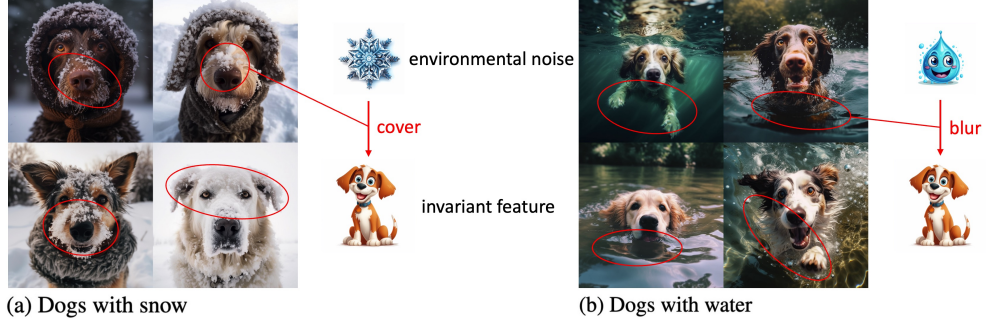 environmental noise
cover
invariant feature
(a) Dogs with snow
blur
(b) Dogs with water